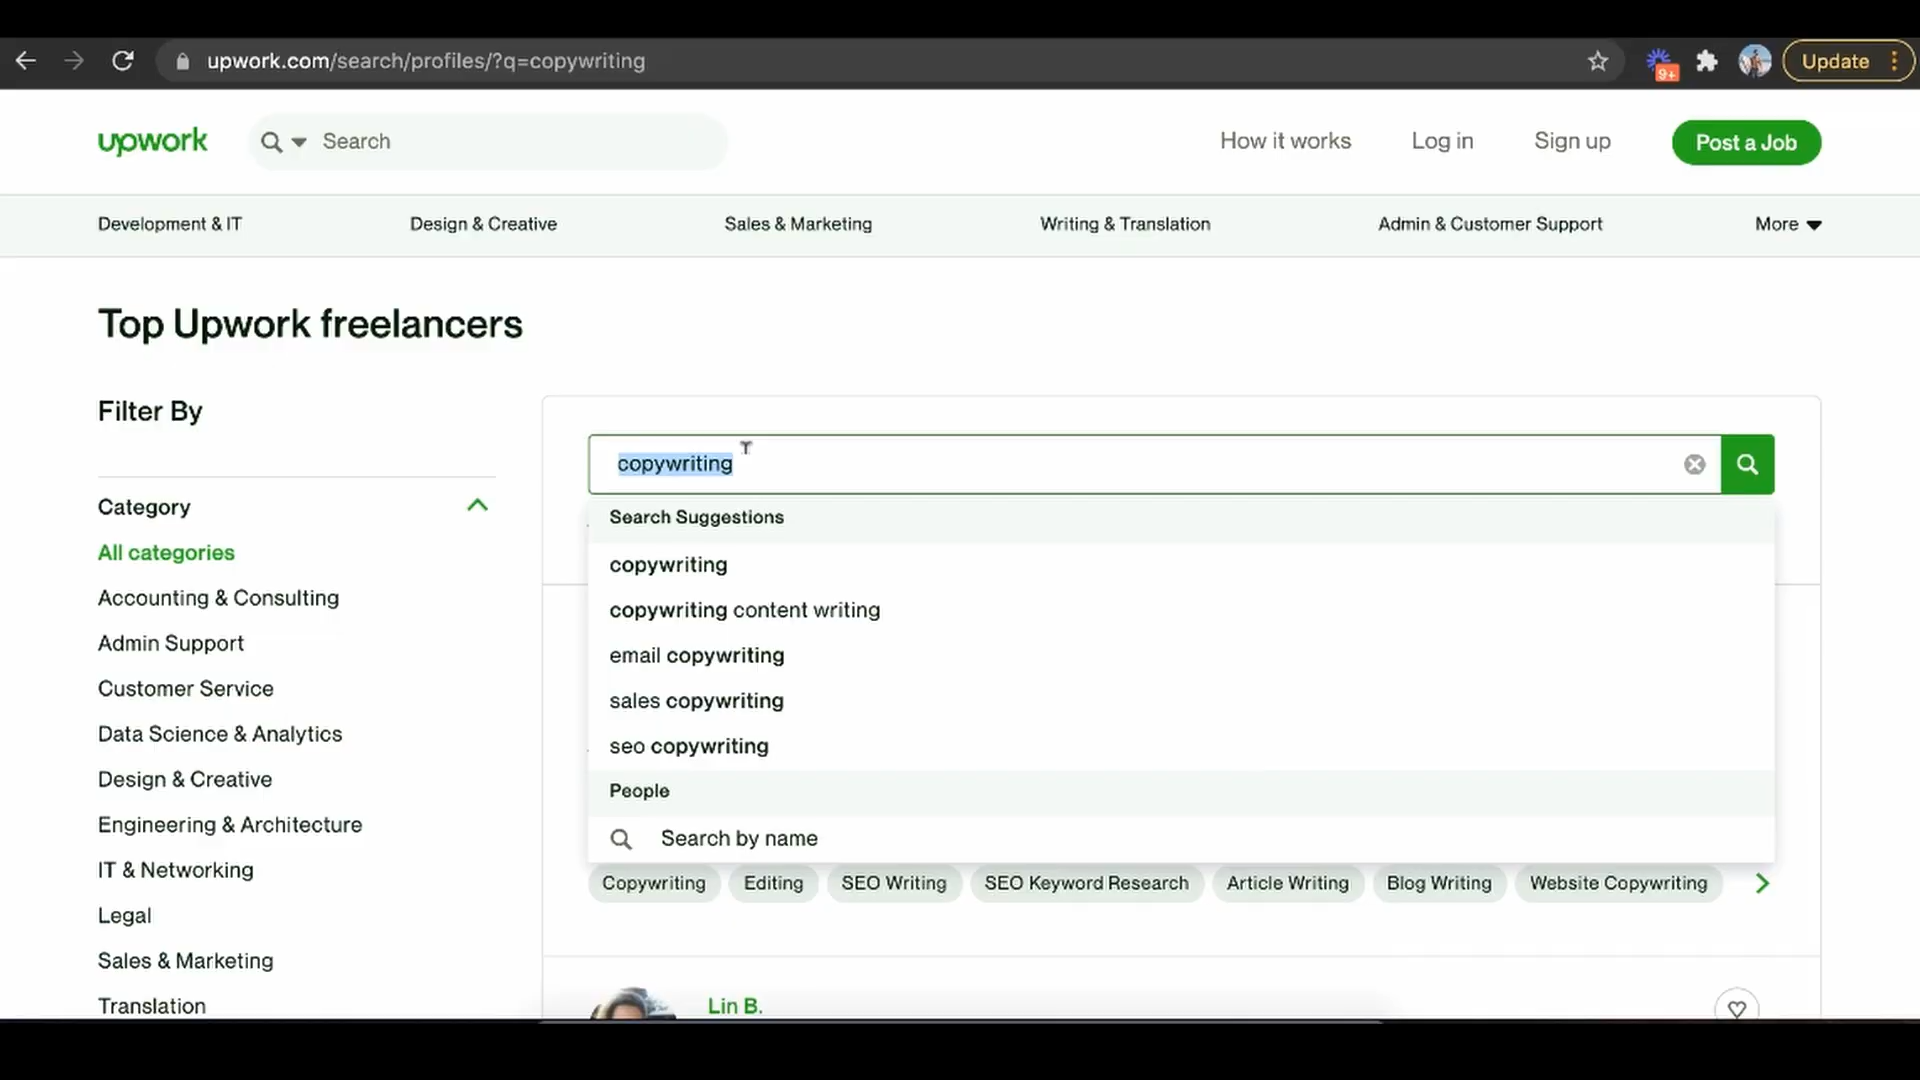 upwork.com/search/profiles/?q=copywriting
9+
Update
upwork
Search
How it works
Log in
Sign up
Post a Job
Development & IT
Design & Creative
Sales & Marketing
Writing & Translation
Admin & Customer Support
More
Top Upwork freelancers
Filter By
copywriting
Category
All categories
Accounting & Consulting
Admin Support
Customer Service
Data Science & Analytics
Design & Creative
Engineering & Architecture
IT & Networking
Legal
Sales & Marketing
Translation
Search Suggestions
copywriting
copywriting content writing
email copywriting
sales copywriting
seo copywriting
People
Search by name
Copywriting
Editing
SEO Writing
SEO Keyword Research
Article Writing
Blog Writing
Website Copywriting
Lin B.